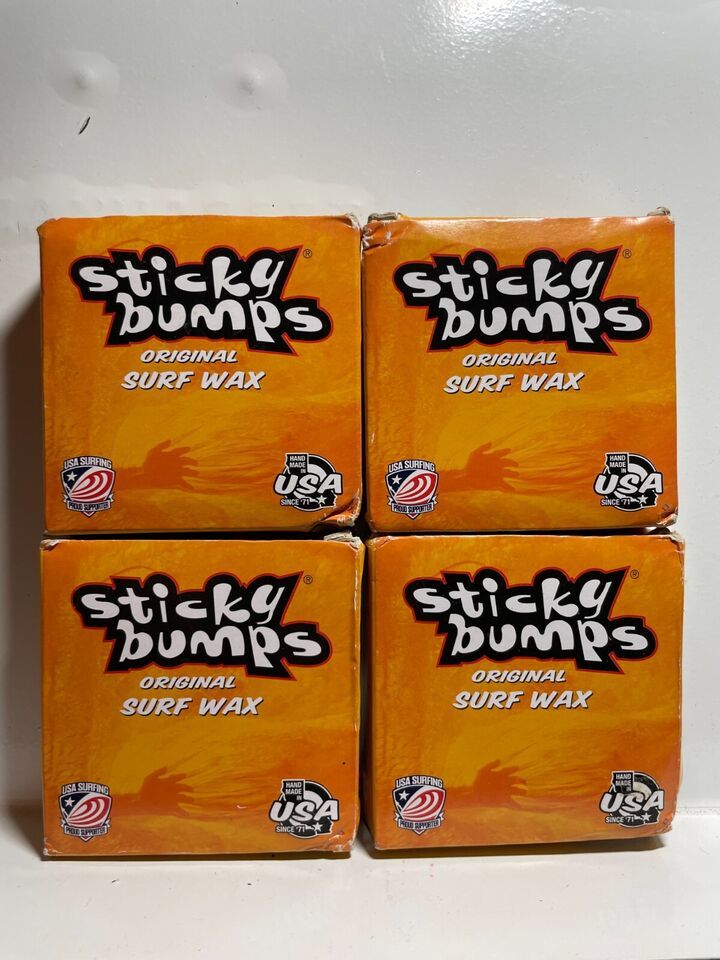 sticky
bumps®
ORIGINAL
SURF WAX
USA SURFING
PROUD SUPPORTER
HAND
MADE
IN
USA
SINCE '71
sticky
bumps®
ORIGINAL
SURF WAX
USA SURFING
PROUD SUPPORTER
HAND
MADE
IN
USA
SINCE '71
sticky
bumps®
ORIGINAL
SURF WAX
USA SURFING
PROUD SUPPORTER
HAND
MADE
IN
USA
SINCE '71
sticky
bumps®
ORIGINAL
SURF WAX
USA SURFING
PROUD SUPPORTER
HAND
MADE
IN
USA
SINCE '71